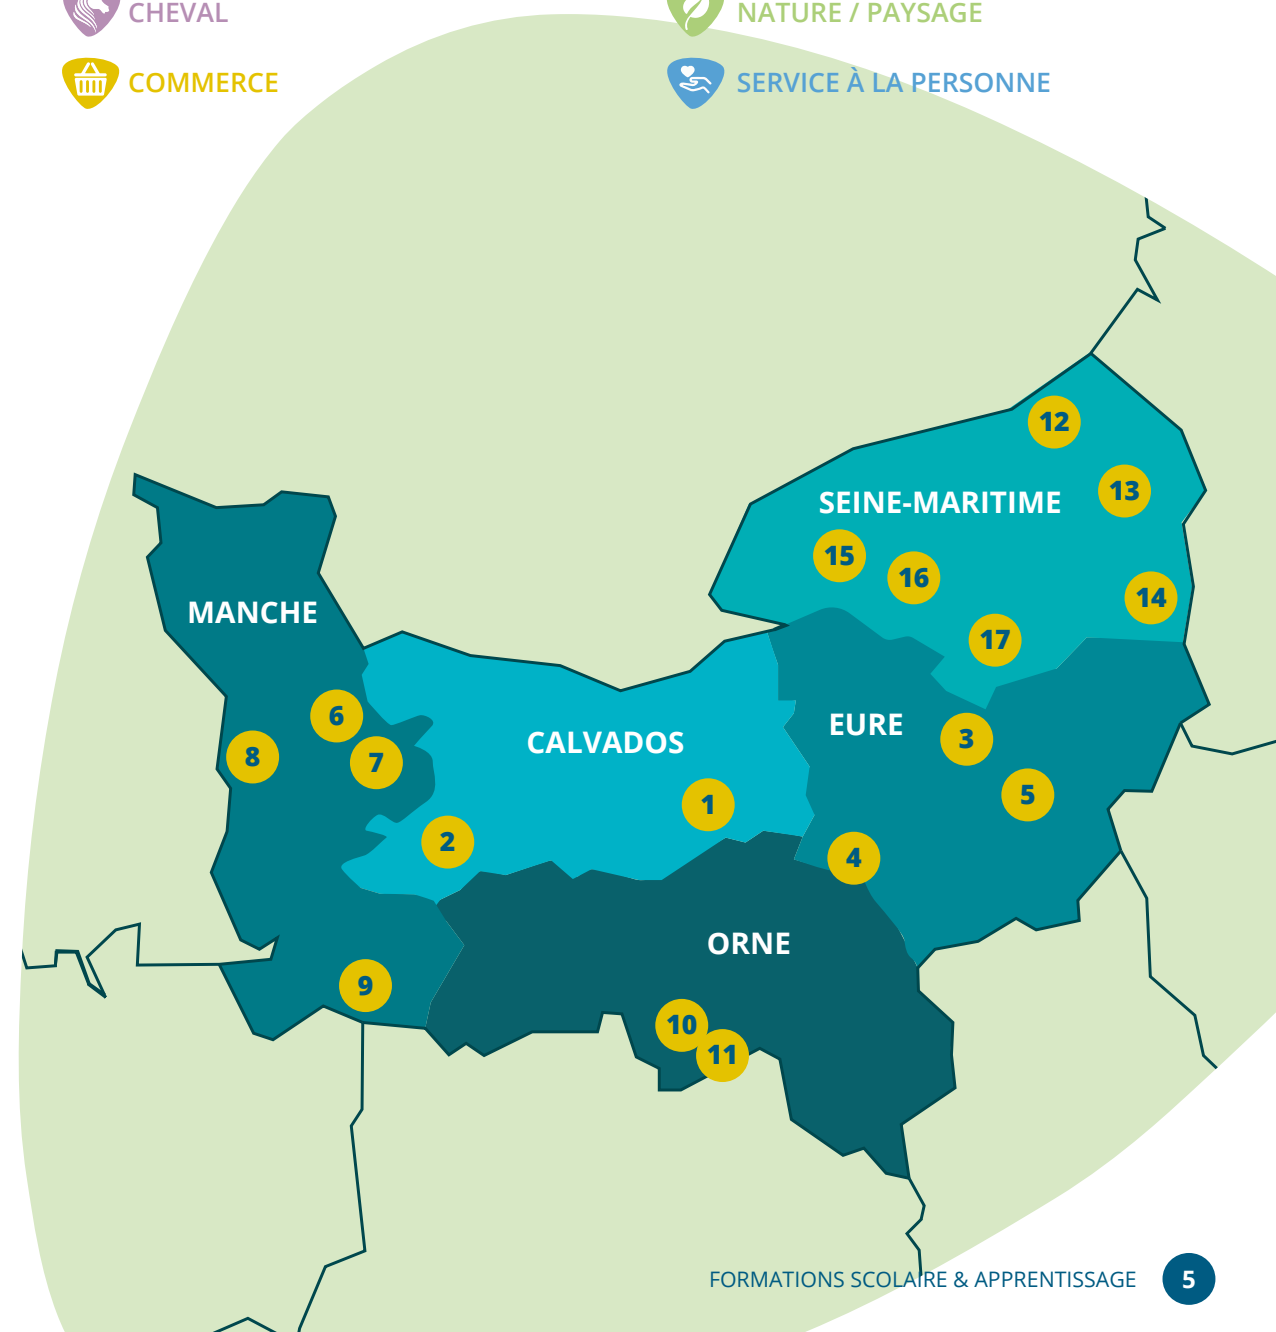 CHEVAL
NATURE / PAYSAGE
COMMERCE
SERVICE À LA PERSONNE
12
13
SEINE-MARITIME
15
16
14
MANCHE
17
6
EURE
3
8
7
CALVADOS
5
1
2
4
ORNE
9
10
11
FORMATIONS SCOLAIRE & APPRENTISSAGE
5